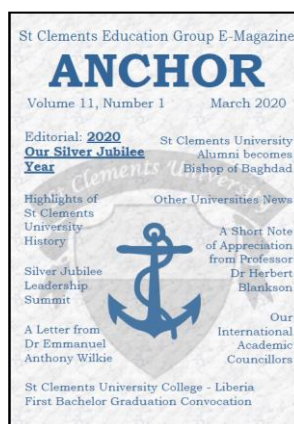 St Clements Education Group E-Magazine
ANCHOR
Volume 11, Number 1 March 2020
Editorial: 2020
Our Silver Jubilee
Year
Highlights of
St Clements
University
History
Silver Jubilee
Leadership
Summit
A Letter from
Dr Emmanuel
Anthony Wilkie
St Clements University
Alumni becomes
Bishop of Baghdad
Other Universities News
A Short Note
of Appreciation
from Professor
Dr Herbert
Blankson
Our
International
Academic
Councillors
St Clements University College - Liberia
First Bachelor Graduation Convocation
St Clements University